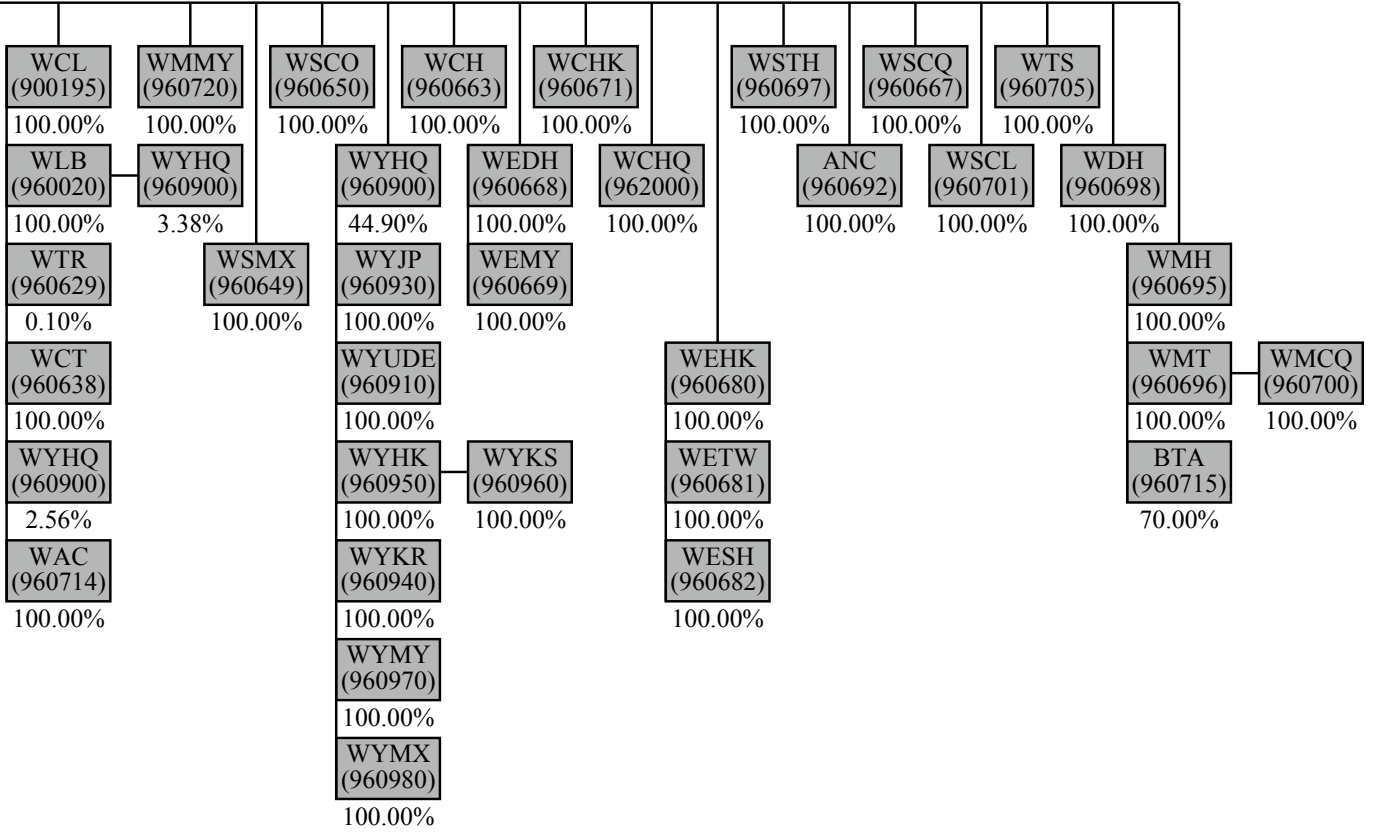 WCL
(900195)
100.00%
WMMY
(960720)
100.00%
WSCO
(960650)
100.00%
WCH
(960663)
100.00%
WCHK
(960671)
100.00%
WSTH
(960697)
100.00%
WSCQ
(960667)
100.00%
WTS
(960705)
100.00%
WLB
(960020)
100.00%
WYHQ
(960900)
3.38%
WYHQ
(960900)
44.90%
WEDH
(960668)
100.00%
WCHQ
(962000)
100.00%
ANC
(960692)
100.00%
WSCL
(960701)
100.00%
WDH
(960698)
100.00%
WTR
(960629)
0.10%
WSMX
(960649)
100.00%
WYJP
(960930)
100.00%
WEMY
(960669)
100.00%
WMH
(960695)
100.00%
WCT
(960638)
100.00%
WYUDE
(960910)
100.00%
WEHK
(960680)
100.00%
WMT
(960696)
100.00%
WMCQ
(960700)
100.00%
WYHQ
(960900)
2.56%
WYHK
(960950)
100.00%
WYKS
(960960)
100.00%
WETW
(960681)
100.00%
BTA
(960715)
70.00%
WAC
(960714)
100.00%
WYKR
(960940)
100.00%
WESH
(960682)
100.00%
WYMY
(960970)
100.00%
WYMX
(960980)
100.00%